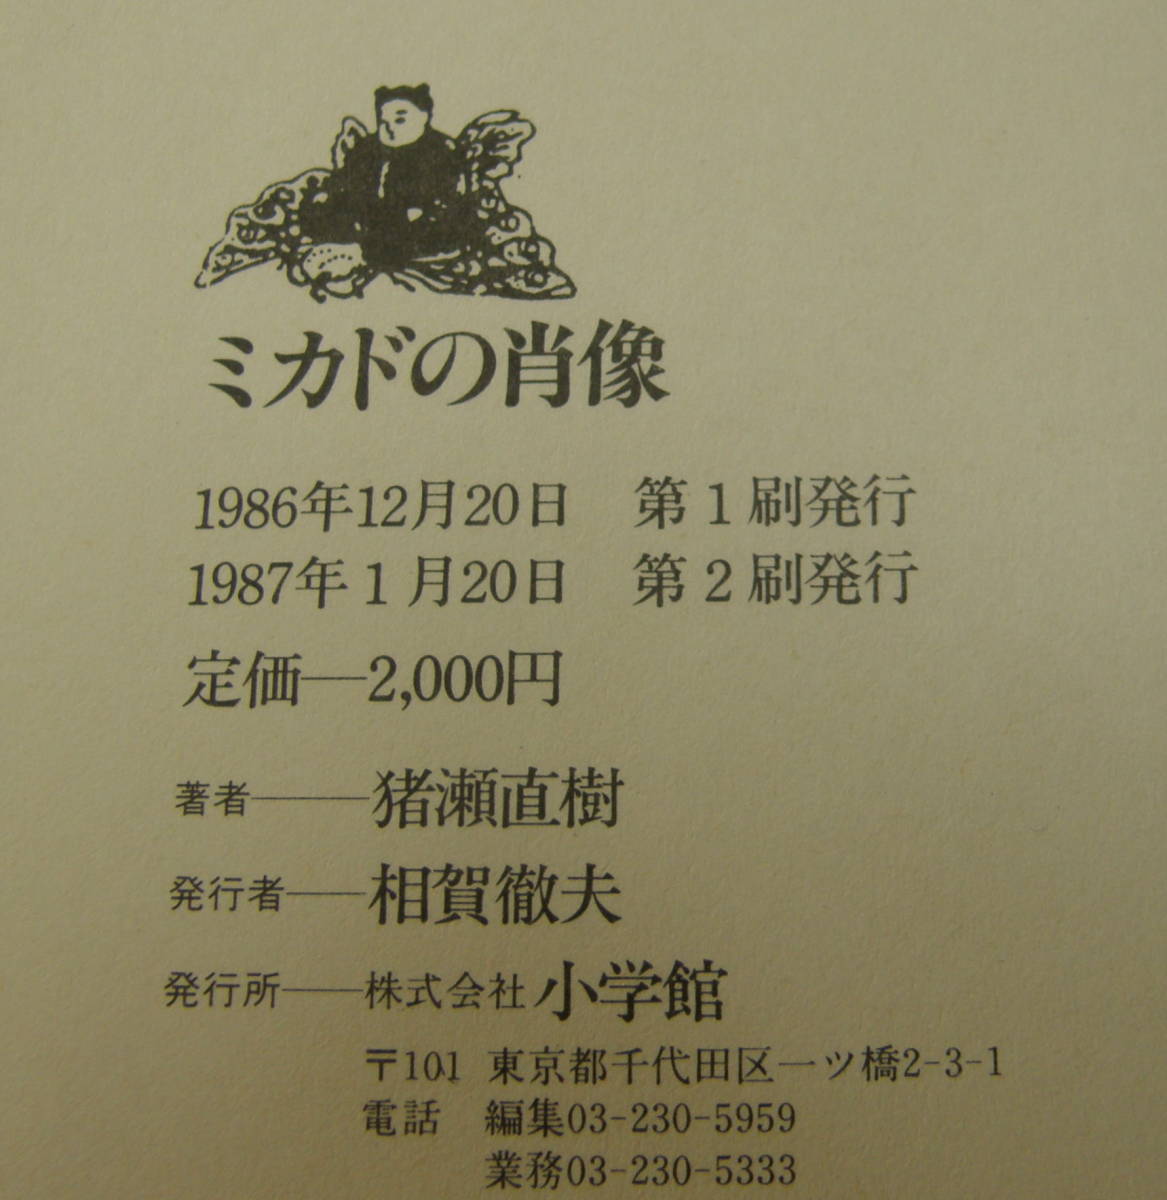 ミカドの肖像
1986年12月20日 第1刷発行
1987年1月20日 第2刷発行
定価―2,000円
著者――猪瀬直樹
発行者―相賀徹夫
発行所―株式会社 小学館
〒101 東京都千代田区一ツ橋2-3-1
電話 編集03-230-5959
業務03-230-5333